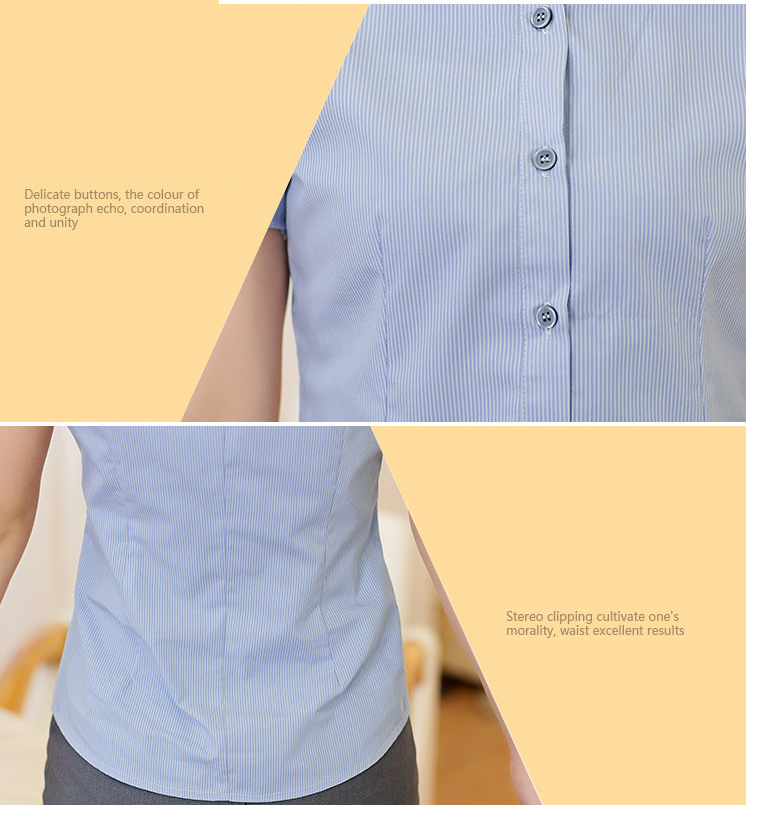 Delicate buttons, the colour of
photograph echo, coordination
and unity
Stereo clipping cultivate one's
morality, waist excellent results